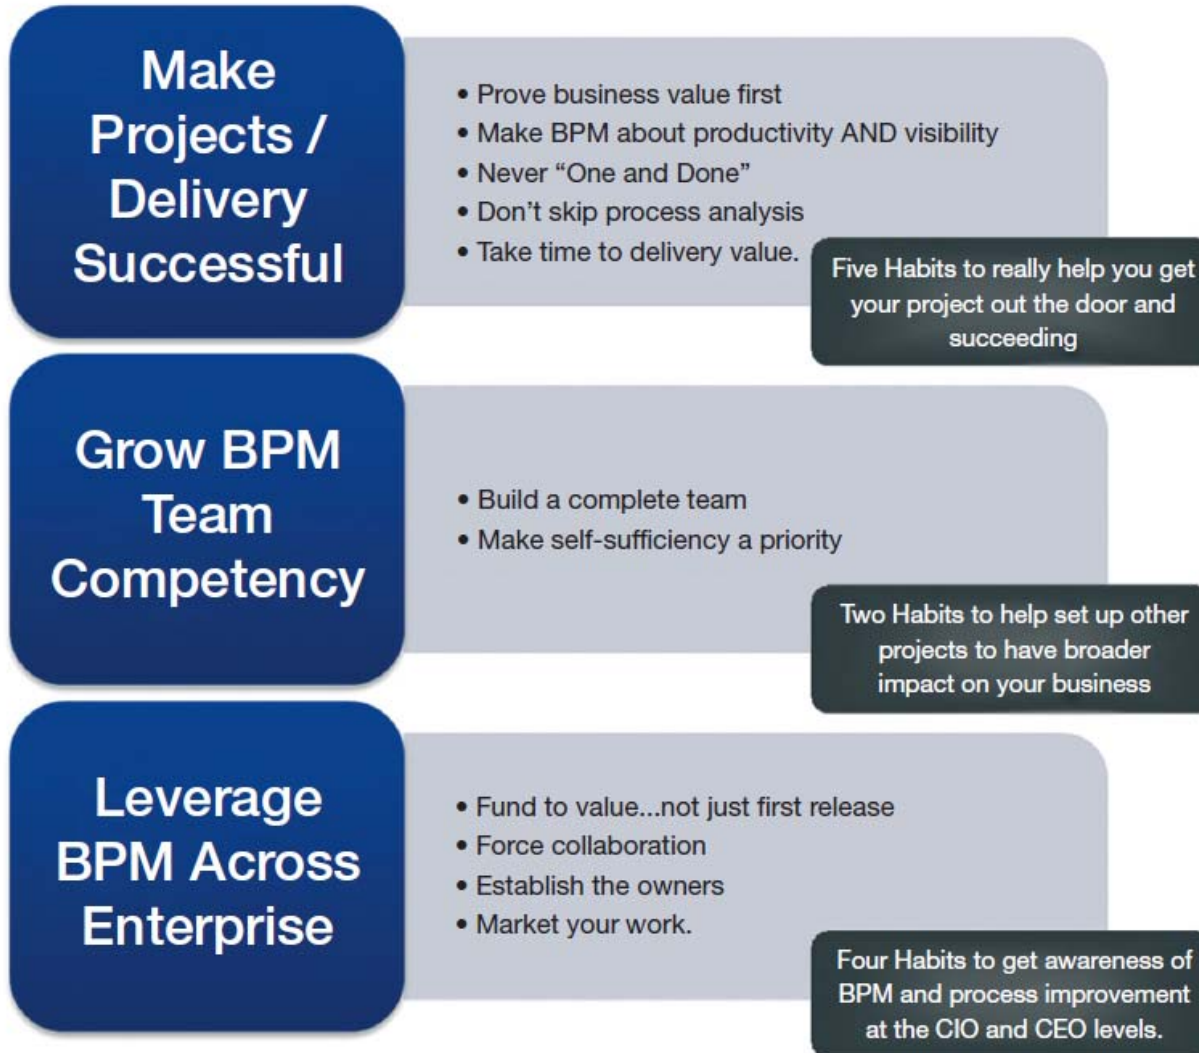 Make
Projects /
Delivery
Successful
• Prove business value first
• Make BPM about productivity AND visibility
• Never “One and Done”
• Don’t skip process analysis
• Take time to delivery value.
Five Habits to really help you get
your project out the door and
succeeding
Grow BPM
Team
Competency
• Build a complete team
• Make self-sufficiency a priority
Two Habits to help set up other
projects to have broader
impact on your business
Leverage
BPM Across
Enterprise
• Fund to value...not just first release
• Force collaboration
• Establish the owners
• Market your work.
Four Habits to get awareness of
BPM and process improvement
at the CIO and CEO levels.